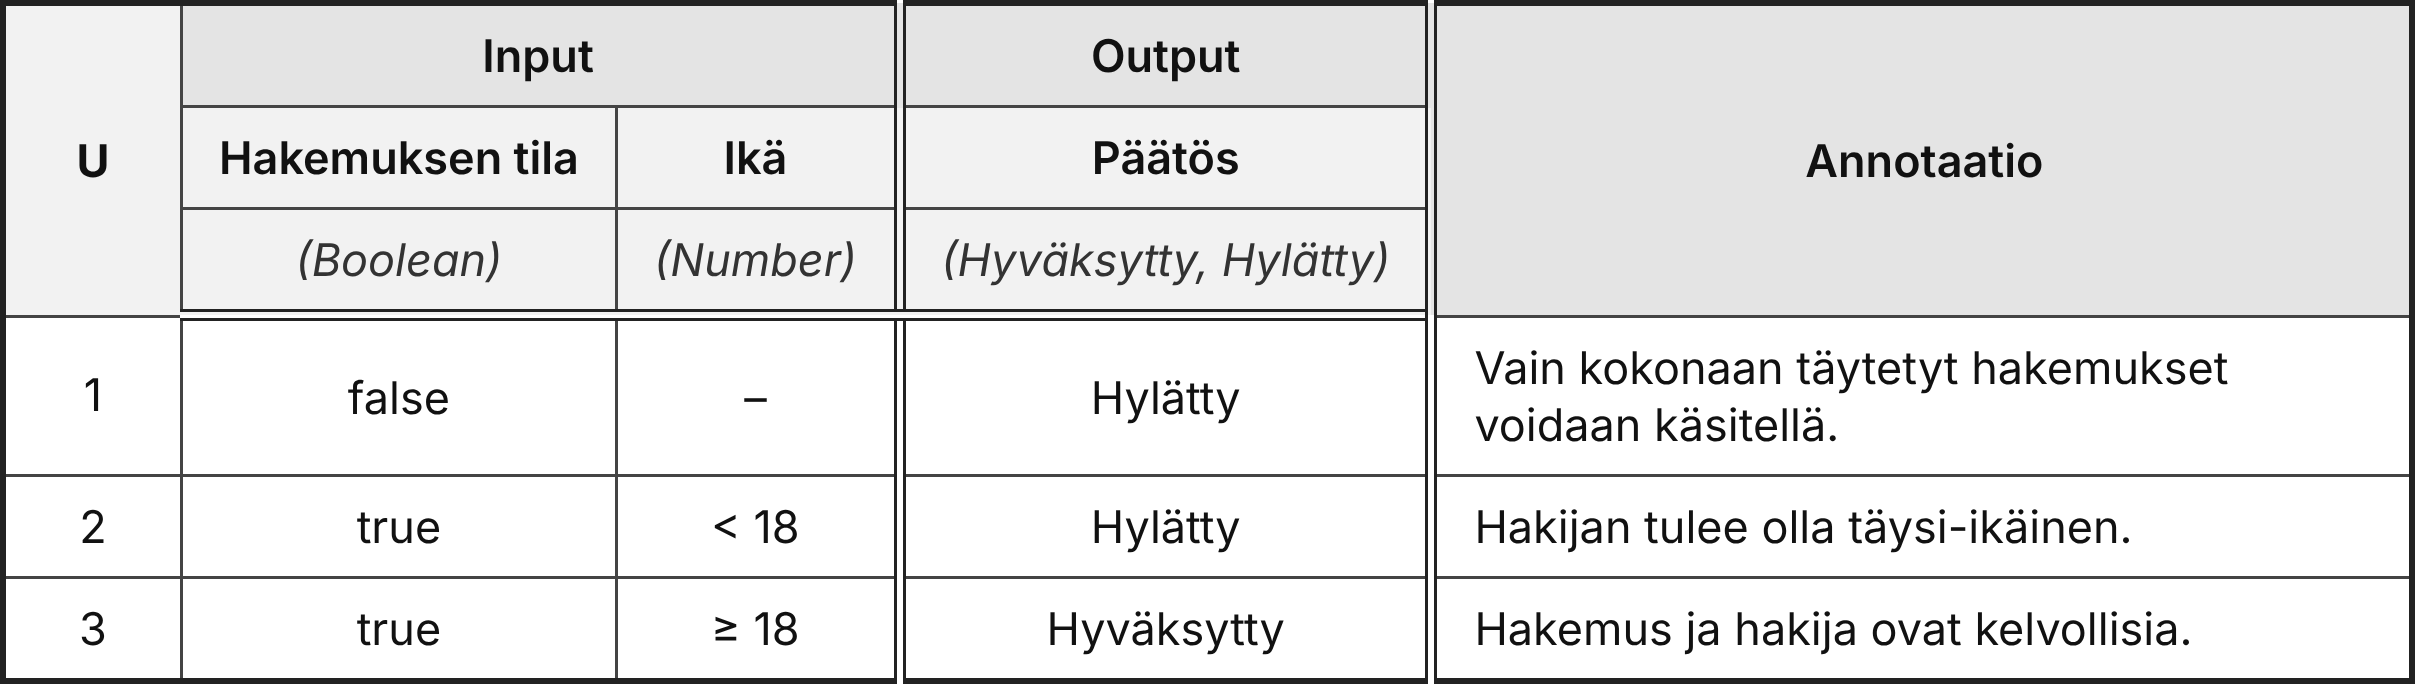 U
Input
Output
Annotaatio
Hakemuksen tila
Ikä
Päätös
(Boolean)
(Number)
(Hyväksytty, Hylätty)
1
false
–
Hylätty
Vain kokonaan täytetyt hakemukset
voidaan käsitellä.
2
true
< 18
Hylätty
Hakijan tulee olla täysi-ikäinen.
3
true
≥ 18
Hyväksytty
Hakemus ja hakija ovat kelvollisia.